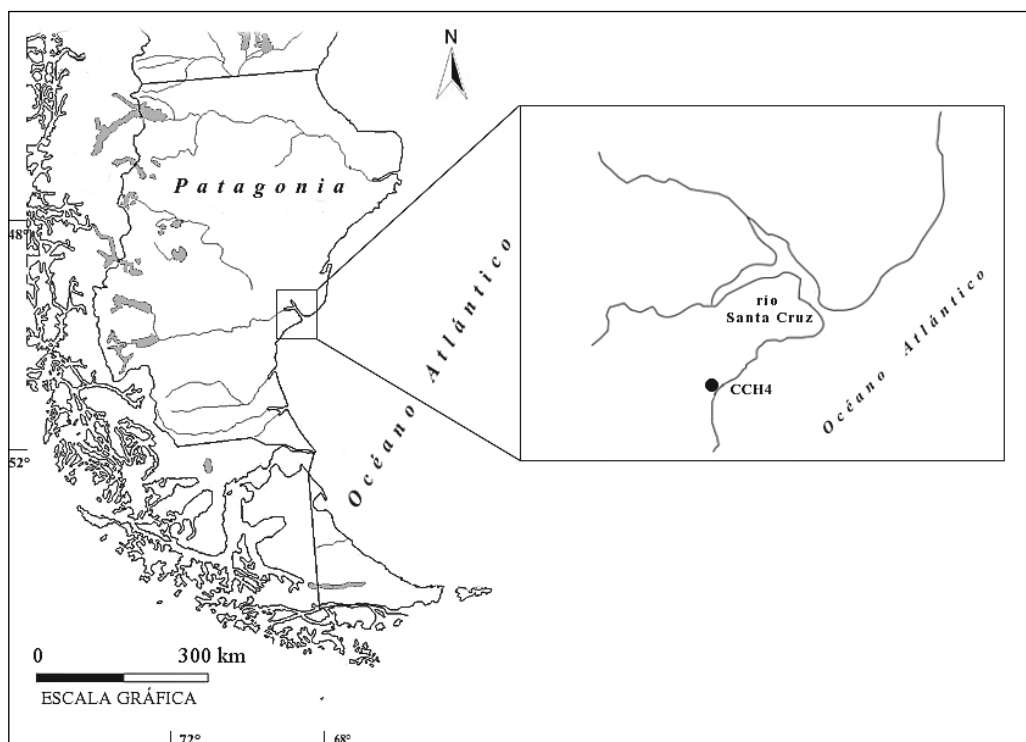 N
Patagonia
48°
Océano Atlántico
52°
río
Santa Cruz
CCH4
Océano Atlántico
0 300 km
ESCALA GRÁFICA
72° 68°